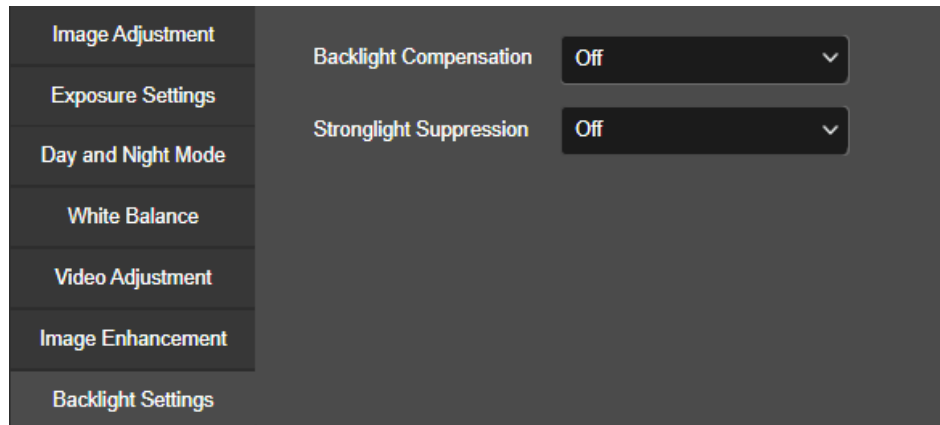 Image Adjustment
Exposure Settings
Day and Night Mode
White Balance
Video Adjustment
Image Enhancement
Backlight Settings
Backlight Compensation Off
Stronglight Suppression Off